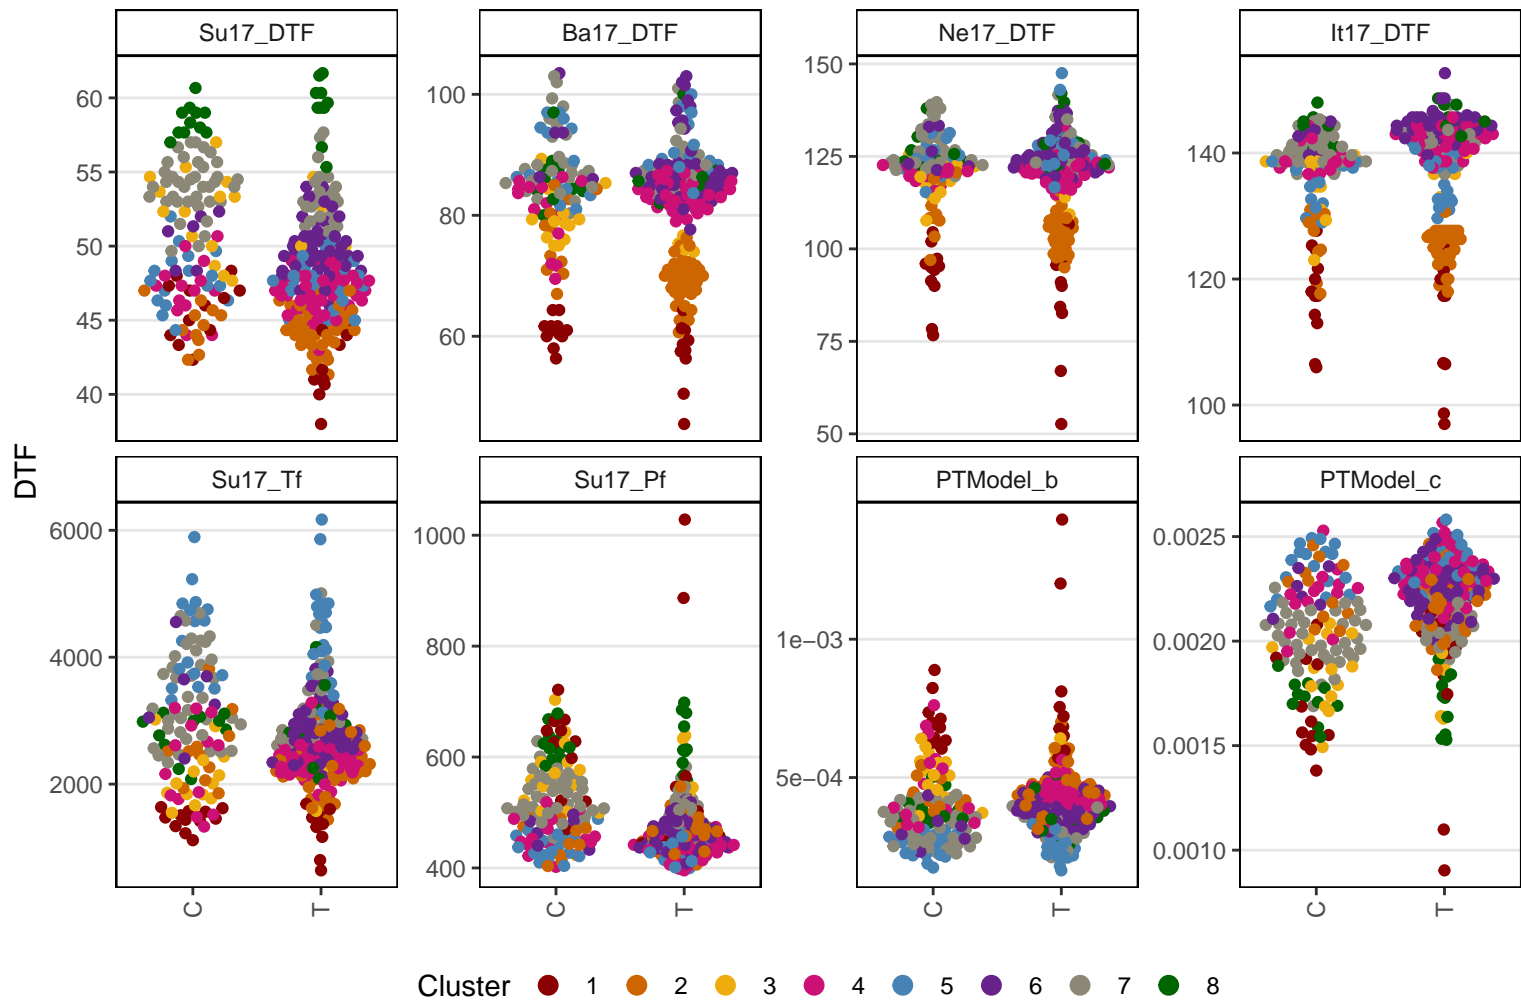 Su17_DTF
Ba17_DTF
Ne17_DTF
It17_DTF
60
55
50
45
40
100
80
60
150
125
100
75
50
140
120
100
DTF
Su17_Tf
Su17_Pf
PTModel_b
PTModel_c
6000
4000
2000
1000
800
600
400
1e−03
5e−04
0.0025
0.0020
0.0015
0.0010
C
T
C
T
C
T
C
T
Cluster 1 2 3 4 5 6 7 8